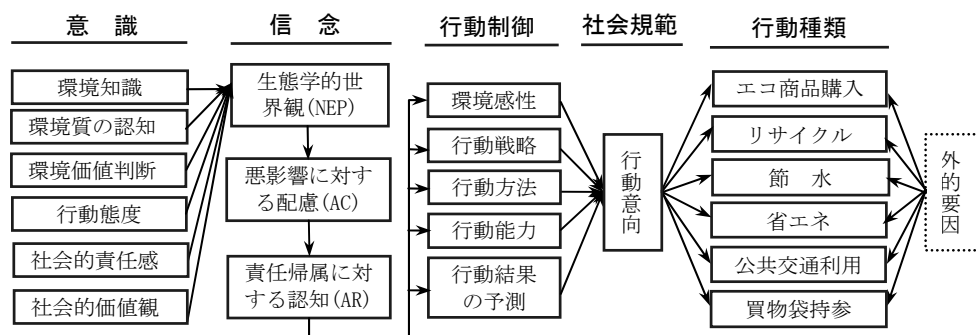 意 識
信 念
行動制御
社会規範
行動種類
環境知識
環境質の認知
環境価値判断
行動態度
社会的責任感
社会的価値観
生態学的世
界観(NEP)
悪影響に対す
る配慮(AC)
責任帰属に対
する認知(AR)
環境感性
行動戦略
行動方法
行動能力
行動結果
の予測
行動意向
エコ商品購入
リサイクル
節 水
省エネ
公共交通利用
買物袋持参
外的要因